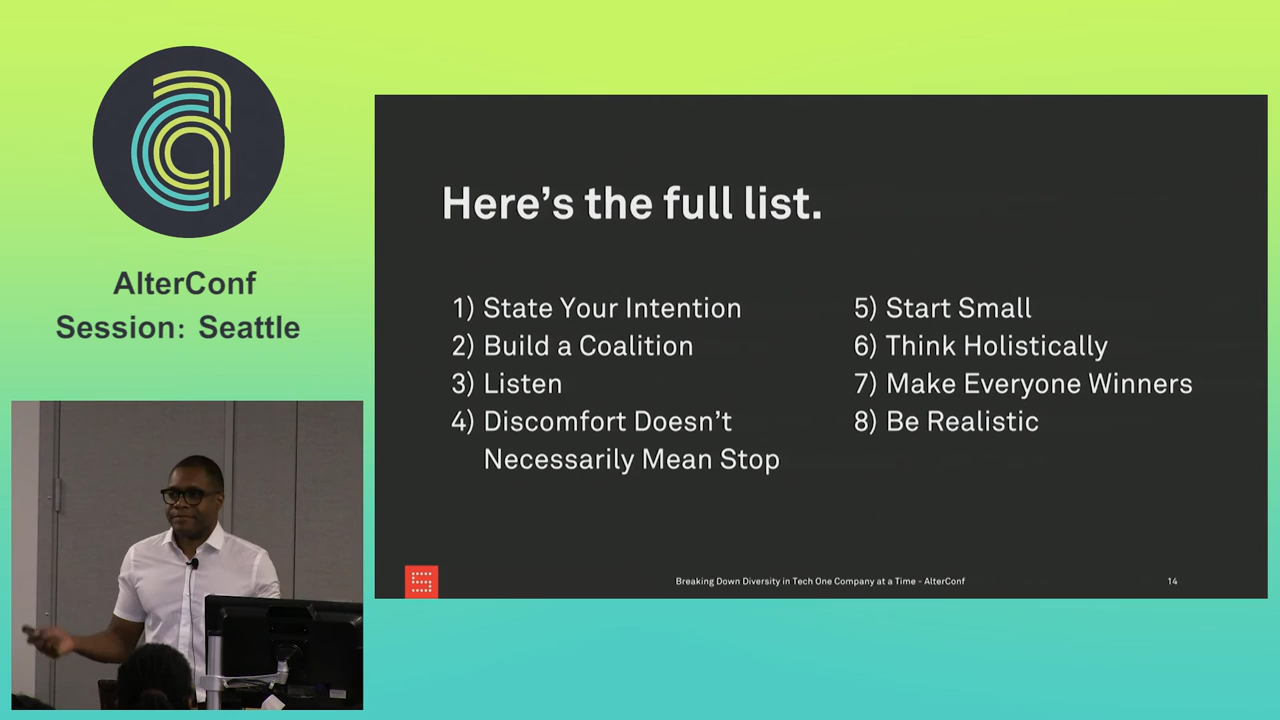 AlterConf
Session: Seattle
Here's the full list.
1) State Your Intention
2) Build a Coalition
3) Listen
4) Discomfort Doesn't
Necessarily Mean Stop
5) Start Small
6) Think Holistically
7) Make Everyone Winners
8) Be Realistic
Breaking Down Diversity in Tech One Company at a Time - AlterConf
14